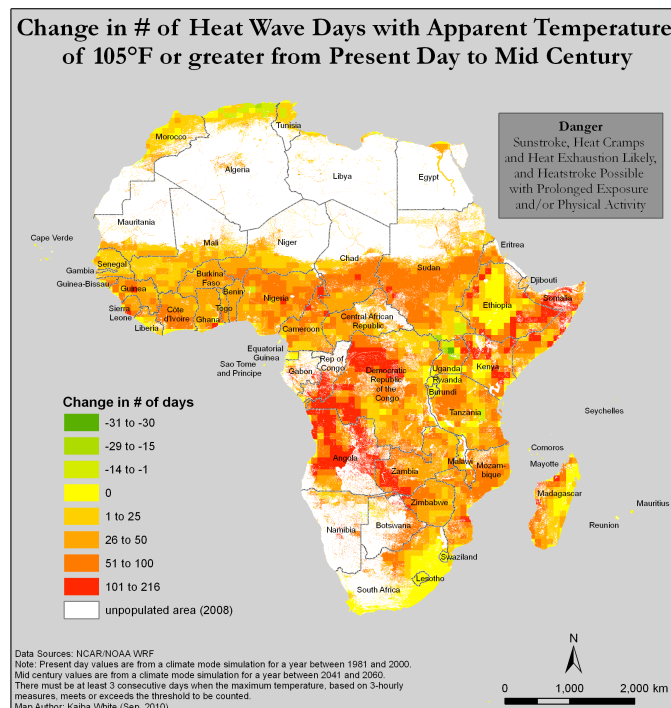 Change in # of Heat Wave Days with Apparent Temperature
of 105°F or greater from Present Day to Mid Century
Danger
Sunstroke, Heat Cramps
and Heat Exhaustion Likely,
and Heatstroke Possible
with Prolonged Exposure
and/or Physical Activity
Tunisia
Morocco
Algeria
Libya
Egypt
Mauritania
Cape Verde
Mali
Niger
Chad
Sudan
Eritrea
Senegal
Gambia
Guinea-Bissau
Guinea
Burkina
Faso
Benin
Nigeria
Djibouti
Somalia
Ethiopia
Sierra
Leone
Côte
d'Ivoire
Ghana
Togo
Liberia
Cameroon
Central African
Republic
Equatorial
Guinea
Sao Tome
and Principe
Gabon
Rep of
Congo
Democratic
Republic
of the
Congo
Uganda
Kenya
Rwanda
Burundi
Tanzania
Seychelles
Comoros
Mayotte
Angola
Zambia
Malawi
Mozam-
bique
Madagascar
Mauritius
Reunion
Zimbabwe
Namibia
Botswana
Swaziland
Lesotho
South Africa
Change in # of days
-31 to -30
-29 to -15
-14 to -1
0
1 to 25
26 to 50
51 to 100
101 to 216
unpopulated area (2008)
Data Sources: NCAR/NOAA WRF
Note: Present day values are from a climate mode simulation for a year between 1981 and 2000.
Mid century values are from a climate mode simulation for a year between 2041 and 2060.
There must be at least 3 consecutive days when the maximum temperature, based on 3-hourly
measures, meets or exceeds the threshold to be counted.
Map Author: Kaiba White (Sep, 2010)
N
0 1,000 2,000
km